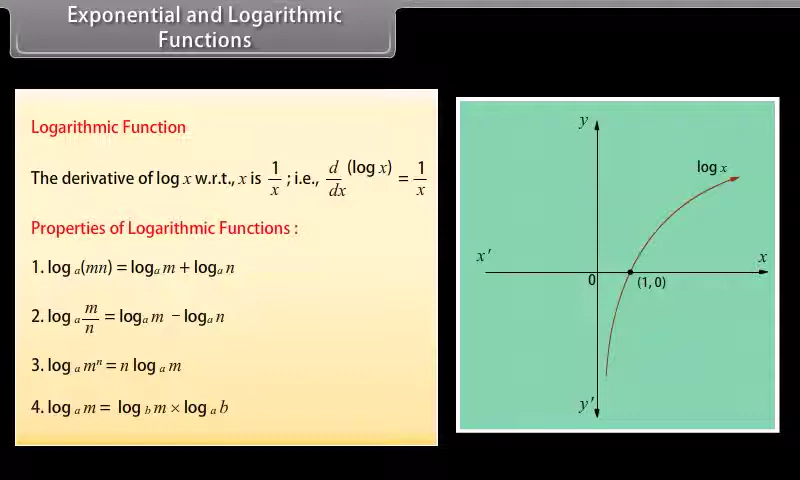 Exponential and Logarithmic
Functions
Logarithmic Function
The derivative of log x w.r.t., x is 1/x ; i.e., d/dx (log x) = 1/x
Properties of Logarithmic Functions :
1. log a(mn) = loga m + loga n
2. log a m/n = loga m − loga n
3. log a mⁿ = n log a m
4. log a m = log b m × log a b
y
log x
x'
x
0
(1, 0)
y'